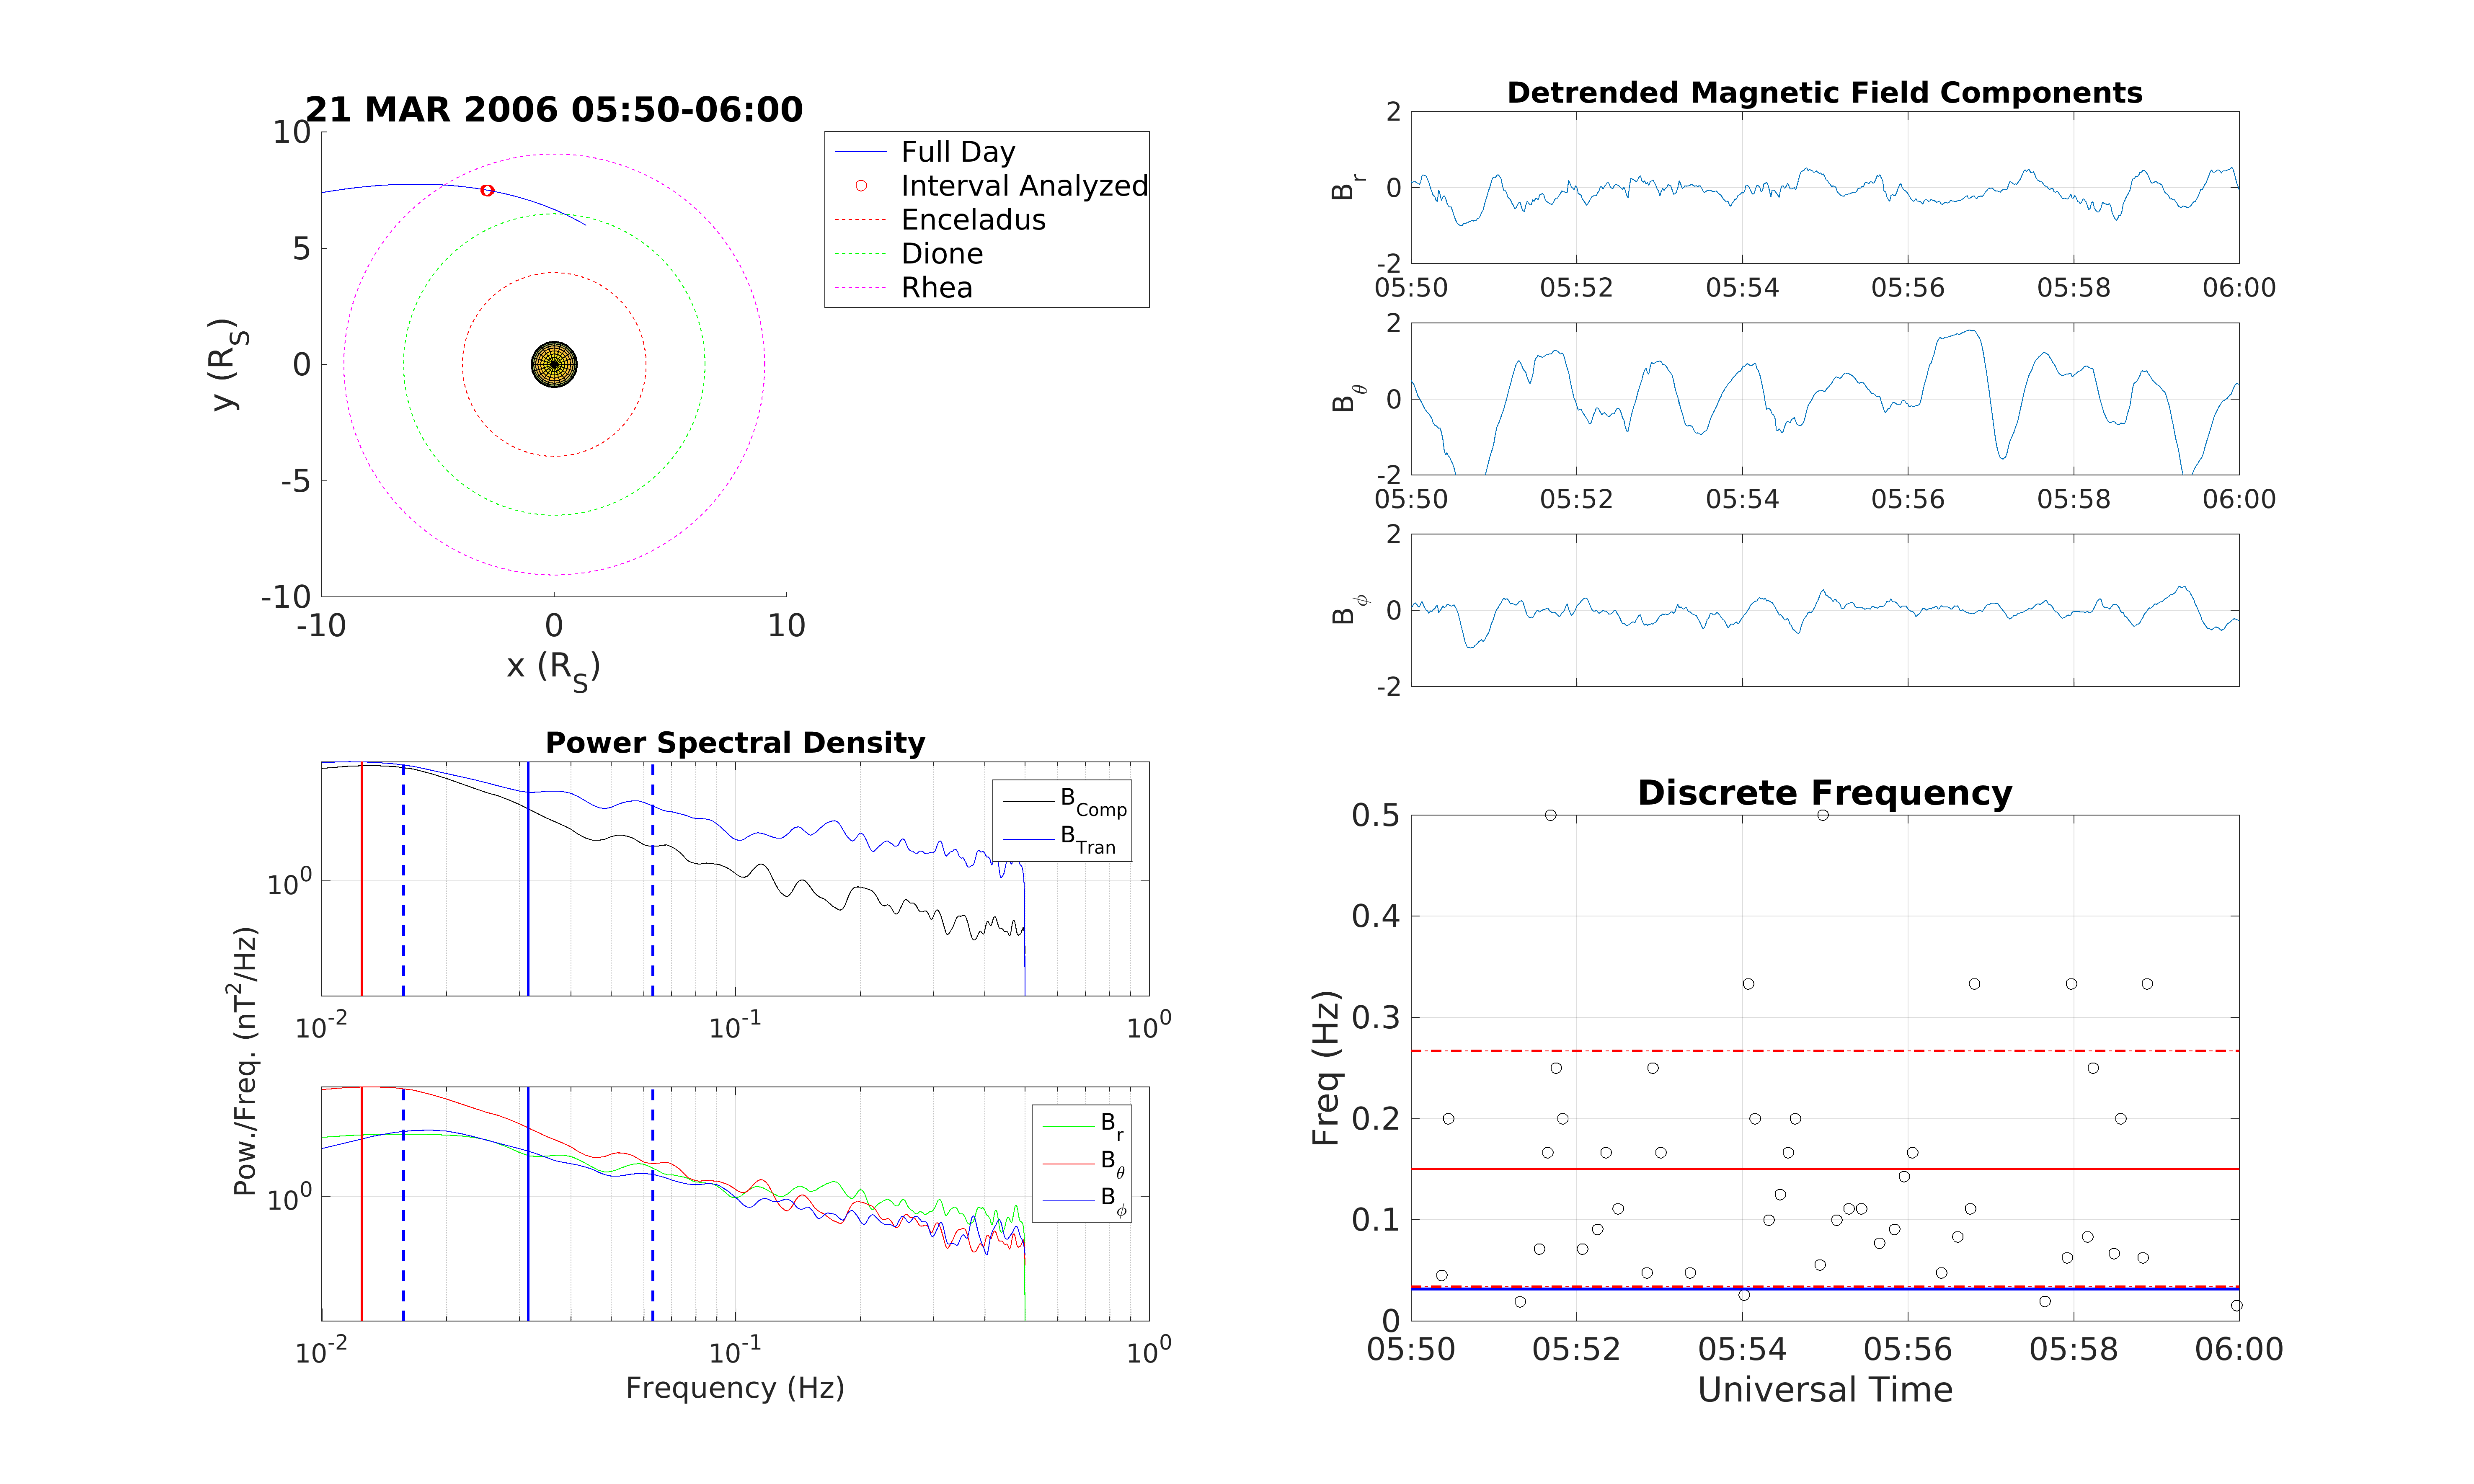 21 MAR 2006 05:50-06:00
10
5
0
-5
-10
-10 0 10
y (R_S)
x (R_S)
Full Day
Interval Analyzed
Enceladus
Dione
Rhea
Detrended Magnetic Field Components
B_r
2
0
-2
05:50 05:52 05:54 05:56 05:58 06:00
B_θ
2
0
-2
05:50 05:52 05:54 05:56 05:58 06:00
B_ϕ
2
0
-2
Power Spectral Density
10^0
B_Comp
B_Tran
10^-2 10^-1 10^0
Pow./Freq. (nT^2/Hz)
10^0
B_r
B_θ
B_ϕ
10^-2 10^-1 10^0
Frequency (Hz)
Discrete Frequency
Freq (Hz)
0.5
0.4
0.3
0.2
0.1
0
05:50 05:52 05:54 05:56 05:58 06:00
Universal Time